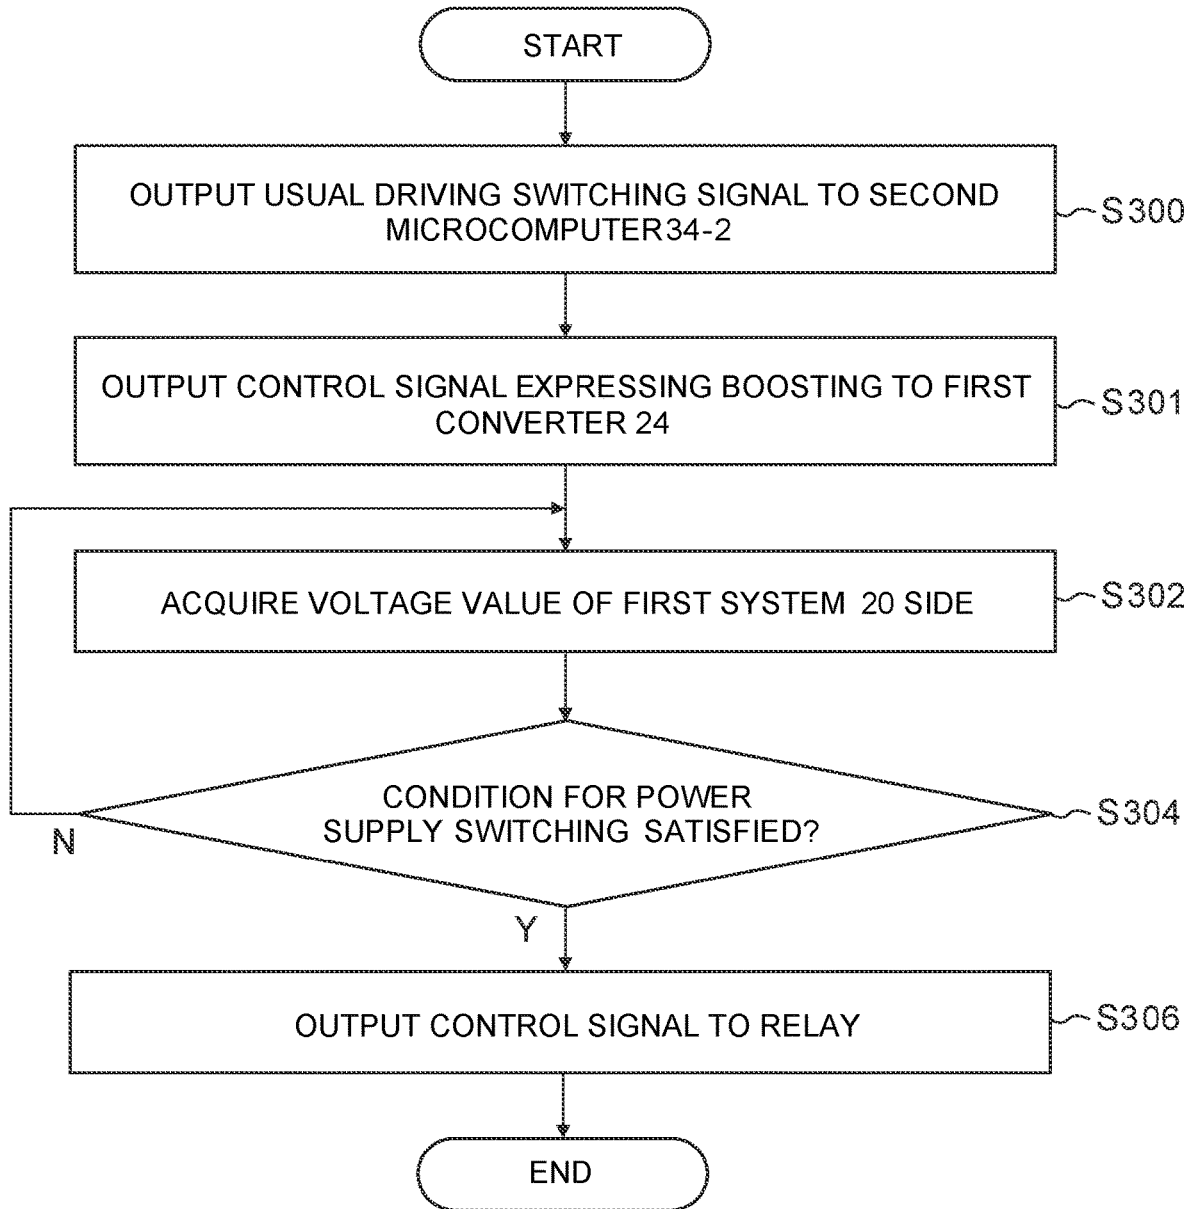 START
OUTPUT USUAL DRIVING SWITCHING SIGNAL TO SECOND
MICROCOMPUTER34-2
S300
OUTPUT CONTROL SIGNAL EXPRESSING BOOSTING TO FIRST
CONVERTER 24
S301
ACQUIRE VOLTAGE VALUE OF FIRST SYSTEM 20 SIDE
S302
CONDITION FOR POWER
SUPPLY SWITCHING SATISFIED?
S304
N
Y
OUTPUT CONTROL SIGNAL TO RELAY
S306
END